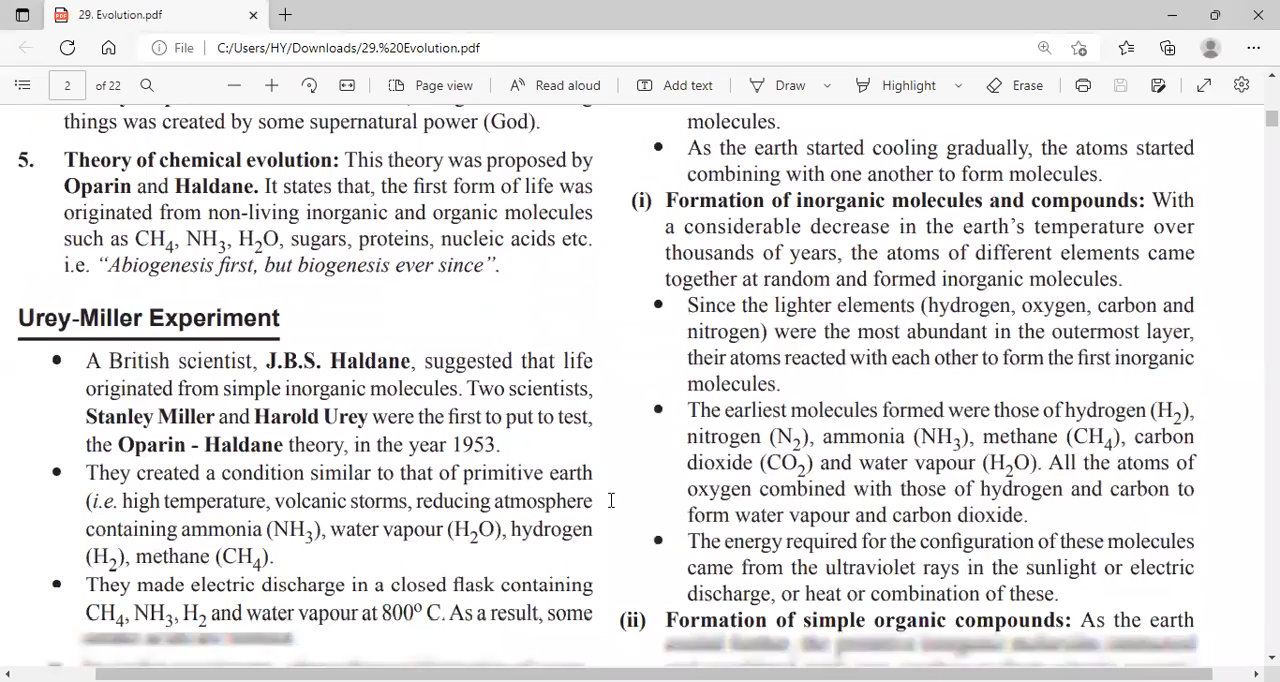 29. Evolution.pdf
File
C:/Users/HY/Downloads/29.%20Evolution.pdf
2 of 22
Page view
Read aloud
Add text
Draw
Highlight
Erase
things was created by some supernatural power (God).
5. Theory of chemical evolution: This theory was proposed by
Oparin and Haldane. It states that, the first form of life was
originated from non-living inorganic and organic molecules
such as CH₄, NH₃, H₂O, sugars, proteins, nucleic acids etc.
i.e. “Abiogenesis first, but biogenesis ever since”.
Urey-Miller Experiment
• A British scientist, J.B.S. Haldane, suggested that life
originated from simple inorganic molecules. Two scientists,
Stanley Miller and Harold Urey were the first to put to test,
the Oparin - Haldane theory, in the year 1953.
• They created a condition similar to that of primitive earth
(i.e. high temperature, volcanic storms, reducing atmosphere
containing ammonia (NH₃), water vapour (H₂O), hydrogen
(H₂), methane (CH₄).
• They made electric discharge in a closed flask containing
CH₄, NH₃, H₂ and water vapour at 800⁰ C. As a result, some
molecules.
• As the earth started cooling gradually, the atoms started
combining with one another to form molecules.
(i) Formation of inorganic molecules and compounds: With
a considerable decrease in the earth’s temperature over
thousands of years, the atoms of different elements came
together at random and formed inorganic molecules.
• Since the lighter elements (hydrogen, oxygen, carbon and
nitrogen) were the most abundant in the outermost layer,
their atoms reacted with each other to form the first inorganic
molecules.
• The earliest molecules formed were those of hydrogen (H₂),
nitrogen (N₂), ammonia (NH₃), methane (CH₄), carbon
dioxide (CO₂) and water vapour (H₂O). All the atoms of
oxygen combined with those of hydrogen and carbon to
form water vapour and carbon dioxide.
• The energy required for the configuration of these molecules
came from the ultraviolet rays in the sunlight or electric
discharge, or heat or combination of these.
(ii) Formation of simple organic compounds: As the earth